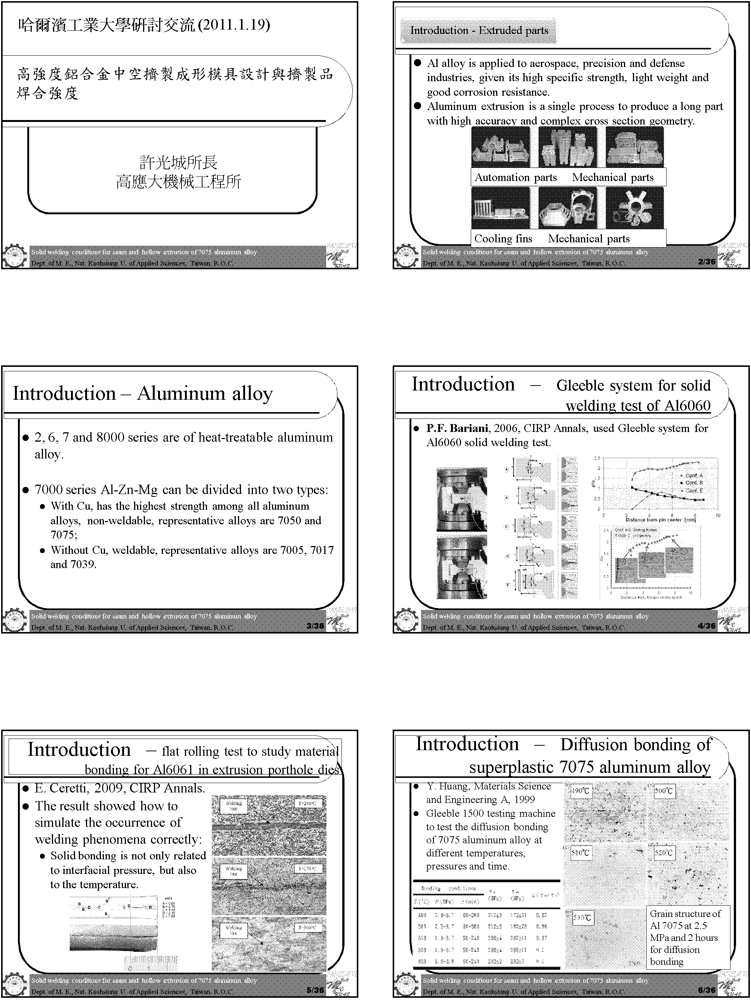 哈爾濱工業大學研討交流(2011.1.19)
高強度鋁合金中空擠製成形模具設計與擠製品
焊合強度
許光城所長
高應大機械工程所
Solid welding conditions for seam and hollow extrusion of 7075 aluminum alloy
Dept. of M. E., Nat. Kaohsiung U. of Applied Sciences, Taiwan. R.O.C.
Introduction - Extruded parts
● Al alloy is applied to aerospace, precision and defense
industries, given its high specific strength, light weight and
good corrosion resistance.
● Aluminum extrusion is a single process to produce a long part
with high accuracy and complex cross section geometry.
Automation parts Mechanical parts
Cooling fins Mechanical parts
Solid welding conditions for seam and hollow extrusion of 7075 aluminum alloy
Dept. of M. E., Nat. Kaohsiung U. of Applied Sciences, Taiwan. R.O.C.
2/36
Introduction – Aluminum alloy
● 2, 6, 7 and 8000 series are of heat-treatable aluminum
alloy.
● 7000 series Al-Zn-Mg can be divided into two types:
● With Cu, has the highest strength among all aluminum
alloys, non-weldable, representative alloys are 7050 and
7075;
● Without Cu, weldable, representative alloys are 7005, 7017
and 7039.
Solid welding conditions for seam and hollow extrusion of 7075 aluminum alloy
Dept. of M. E., Nat. Kaohsiung U. of Applied Sciences, Taiwan. R.O.C.
3/36
Introduction – Gleeble system for solid
welding test of Al6060
● P.F. Bariani, 2006, CIRP Annals, used Gleeble system for
Al6060 solid welding test.
2,5
2
1,5
1
0,5
0
p/σ
Conf. A
Conf. B
Conf. E
0 2 4 6 8 10
Distance from pin center [mm]
Solid welding conditions for seam and hollow extrusion of 7075 aluminum alloy
Dept. of M. E., Nat. Kaohsiung U. of Applied Sciences, Taiwan. R.O.C.
4/36
Introduction – flat rolling test to study material
bonding for Al6061 in extrusion porthole dies
● E. Ceretti, 2009, CIRP Annals.
● The result showed how to
simulate the occurrence of
welding phenomena correctly:
● Solid bonding is not only related
to interfacial pressure, but also
to the temperature.
Welding
line
T=240°C
Welding
line
T=270°C
Welding
line
T=300°C
weld
Solid welding conditions for seam and hollow extrusion of 7075 aluminum alloy
Dept. of M. E., Nat. Kaohsiung U. of Applied Sciences, Taiwan. R.O.C.
5/36
Introduction – Diffusion bonding of
superplastic 7075 aluminum alloy
● Y. Huang, Materials Science
and Engineering A, 1999
● Gleeble 1500 testing machine
to test the diffusion bonding
of 7075 aluminum alloy at
different temperatures,
pressures and time.
Bonding conditions
T (°C) P (MPa) t (min)
490℃
500℃
510℃
520℃
530℃
25μm
Grain structure of
Al 7075 at 2.5
MPa and 2 hours
for diffusion
bonding
Solid welding conditions for seam and hollow extrusion of 7075 aluminum alloy
Dept. of M. E., Nat. Kaohsiung U. of Applied Sciences, Taiwan. R.O.C.
6/36